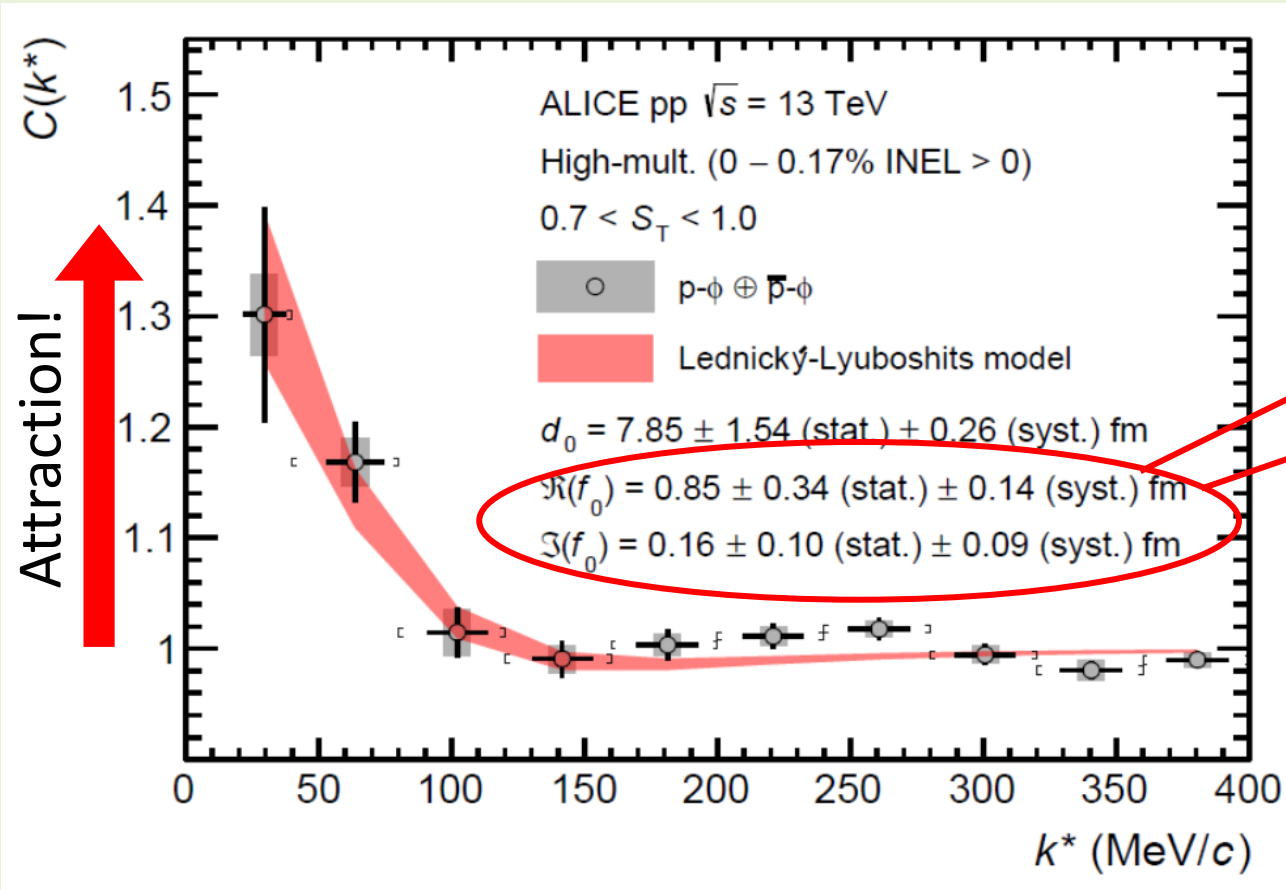 C(k*)
1.5
1.4
1.3
1.2
1.1
1
Attraction!
ALICE pp √s = 13 TeV
High-mult. (0 – 0.17% INEL > 0)
0.7 < S_T < 1.0
p-ϕ ⊕ p̅-ϕ
Lednický-Lyuboshits model
d_0 = 7.85 ± 1.54 (stat.) ± 0.26 (syst.) fm
ℜ(f_0) = 0.85 ± 0.34 (stat.) ± 0.14 (syst.) fm
ℑ(f_0) = 0.16 ± 0.10 (stat.) ± 0.09 (syst.) fm
0 50 100 150 200 250 300 350 400
k* (MeV/c)